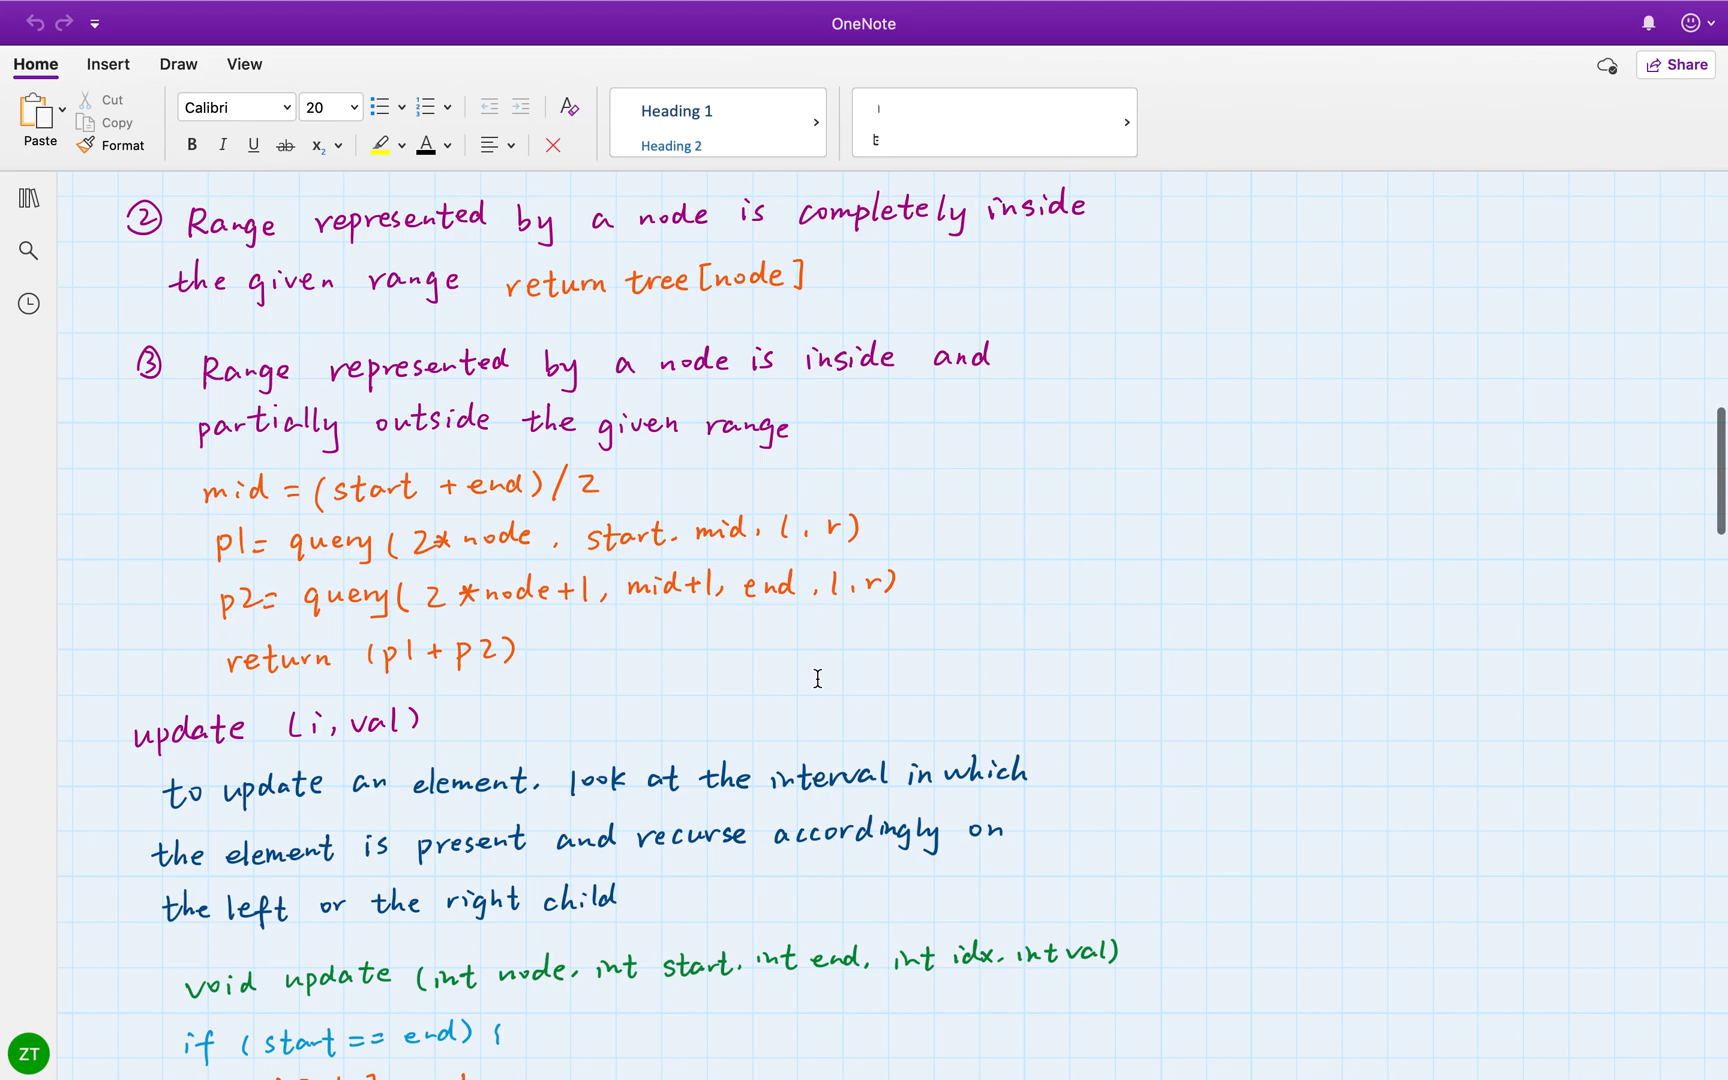 OneNote
Home Insert Draw View
Share
Paste
Cut
Copy
Format
Calibri 20
B I U ab x2 A
Heading 1
Heading 2
② Range represented by a node is completely inside
the given range return tree [node]
③ Range represented by a node is inside and
partially outside the given range
mid = (start + end) / 2
p1= query ( 2* node , start. mid, l , r )
p2= query( 2 *node+1, mid+1, end , l , r )
return (p1 + p2)
update (i, val)
to update an element. look at the interval in which
the element is present and recurse accordingly on
the left or the right child
void update (int node, int start, int end, int idx, int val)
if (start == end) {
ZT